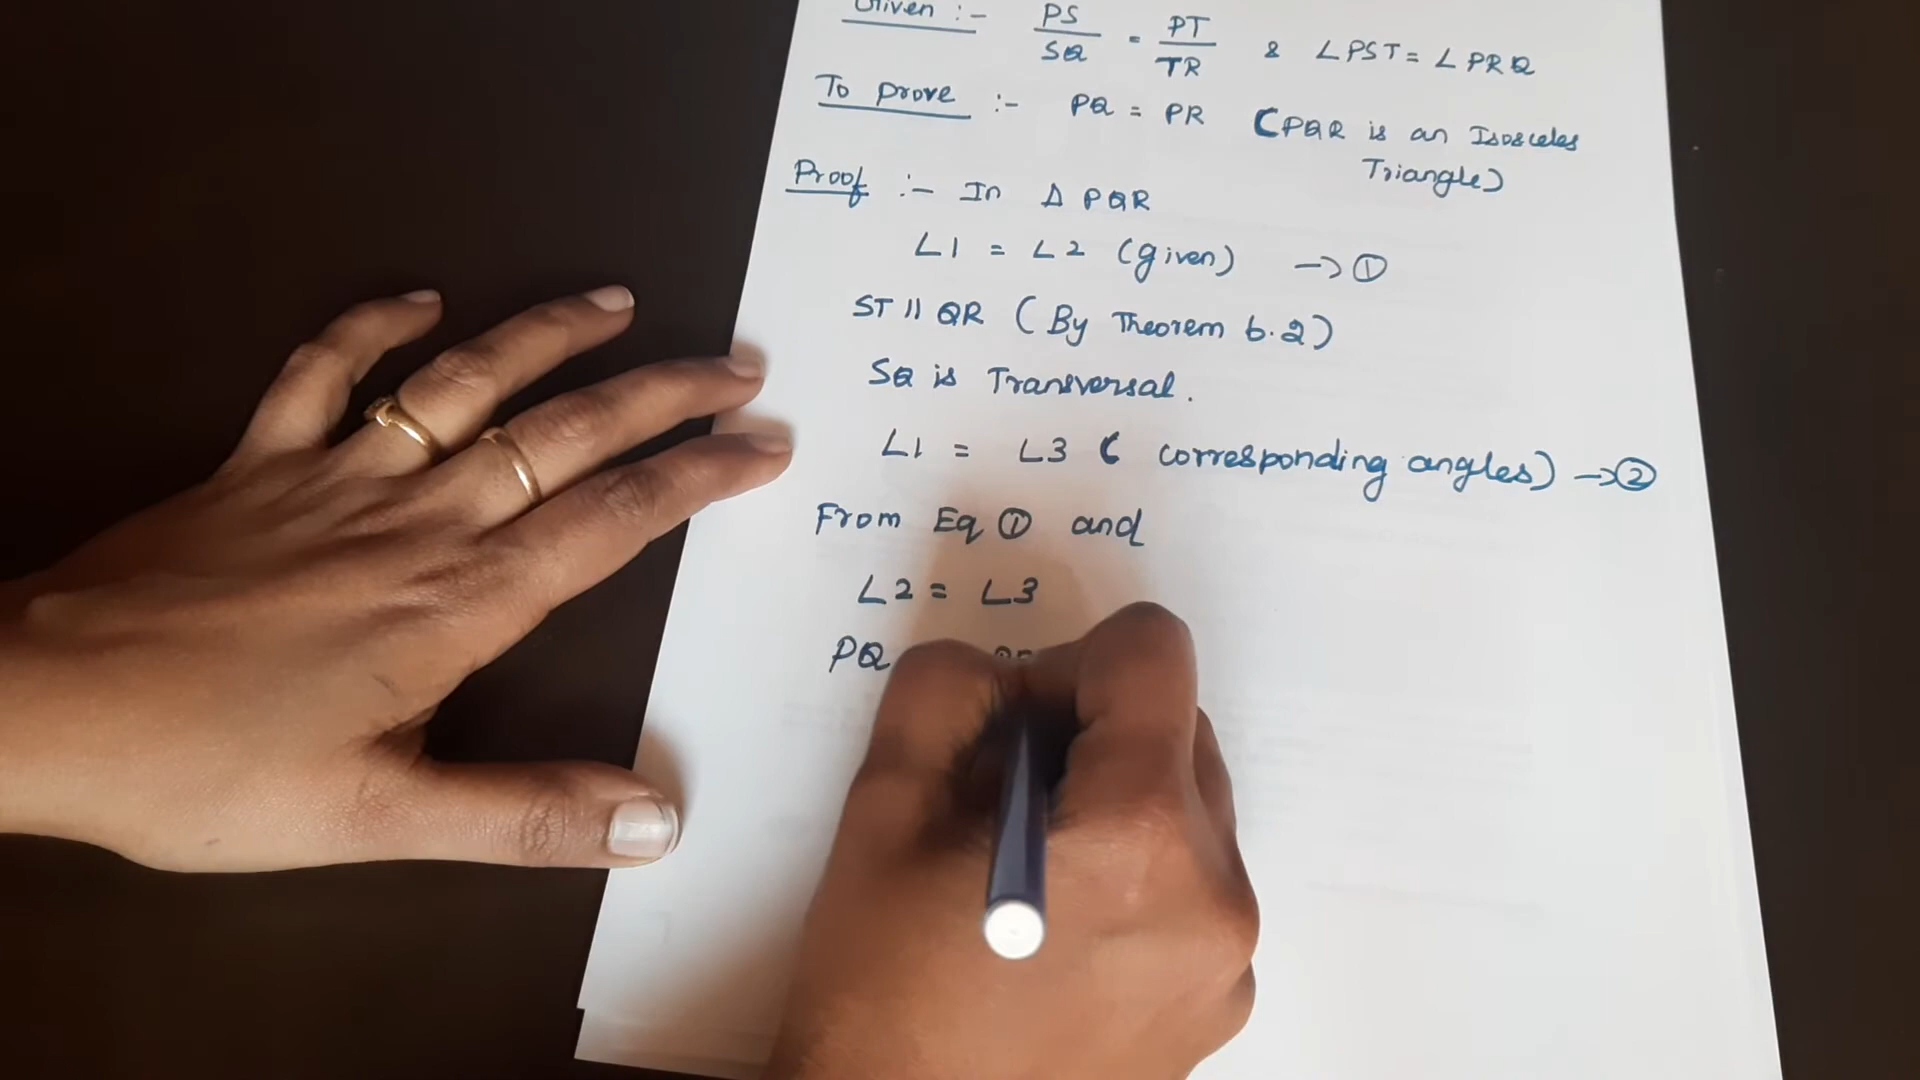 Given :- PS/SQ = PT/TR & ∠PST = ∠PRQ
To prove :- PQ = PR (PQR is an Isosceles Triangle)
Proof :- In Δ PQR
∠1 = ∠2 (given) → ①
ST || QR (By Theorem 6.2)
SQ is Transversal.
∠1 = ∠3 ( corresponding angles) → ②
From Eq ① and
∠2 = ∠3
PQ